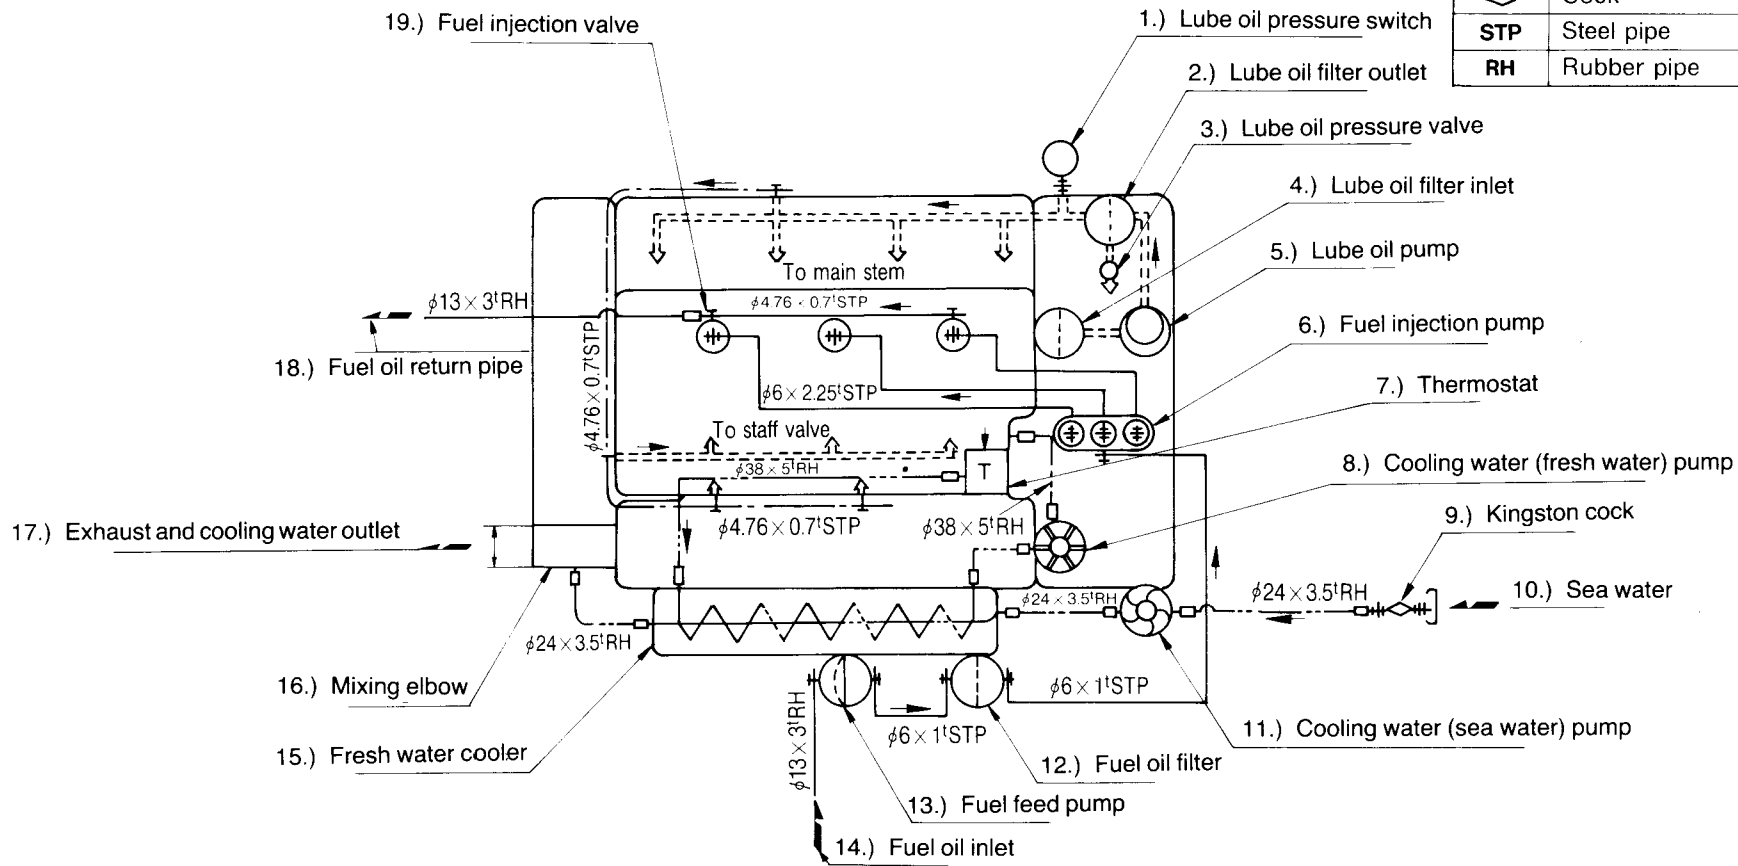 19.) Fuel injection valve
1.) Lube oil pressure switch
STP Steel pipe
RH Rubber pipe
2.) Lube oil filter outlet
3.) Lube oil pressure valve
4.) Lube oil filter inlet
5.) Lube oil pump
To main stem
φ13×3ᵗRH
φ4.76×0.7ᵗSTP
6.) Fuel injection pump
18.) Fuel oil return pipe
φ4.76×0.7ᵗSTP
φ6×2.25ᵗSTP
7.) Thermostat
To staff valve
φ38×5ᵗRH
T
8.) Cooling water (fresh water) pump
17.) Exhaust and cooling water outlet
φ4.76×0.7ᵗSTP
φ38×5ᵗRH
9.) Kingston cock
φ24×3.5ᵗRH
φ24×3.5ᵗRH
10.) Sea water
φ24×3.5ᵗRH
16.) Mixing elbow
φ6×1ᵗSTP
11.) Cooling water (sea water) pump
φ13×3ᵗRH
φ6×1ᵗSTP
15.) Fresh water cooler
12.) Fuel oil filter
13.) Fuel feed pump
14.) Fuel oil inlet